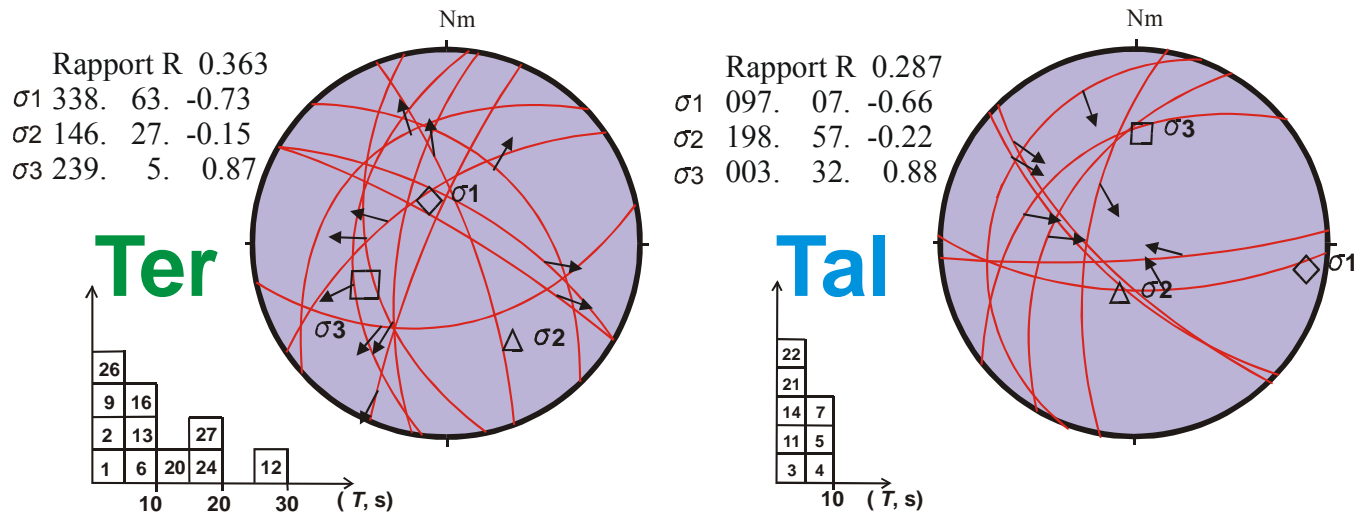 Nm
Rapport R 0.363
σ1 338. 63. -0.73
σ2 146. 27. -0.15
σ3 239. 5. 0.87
σ1
σ3
σ2
Ter
26
9 16
2 13 27
1 6 20 24 12
10 20 30 ( T, s)
Nm
Rapport R 0.287
σ1 097. 07. -0.66
σ2 198. 57. -0.22
σ3 003. 32. 0.88
σ3
σ1
σ2
Tal
22
21
14 7
11 5
3 4
10 ( T, s)